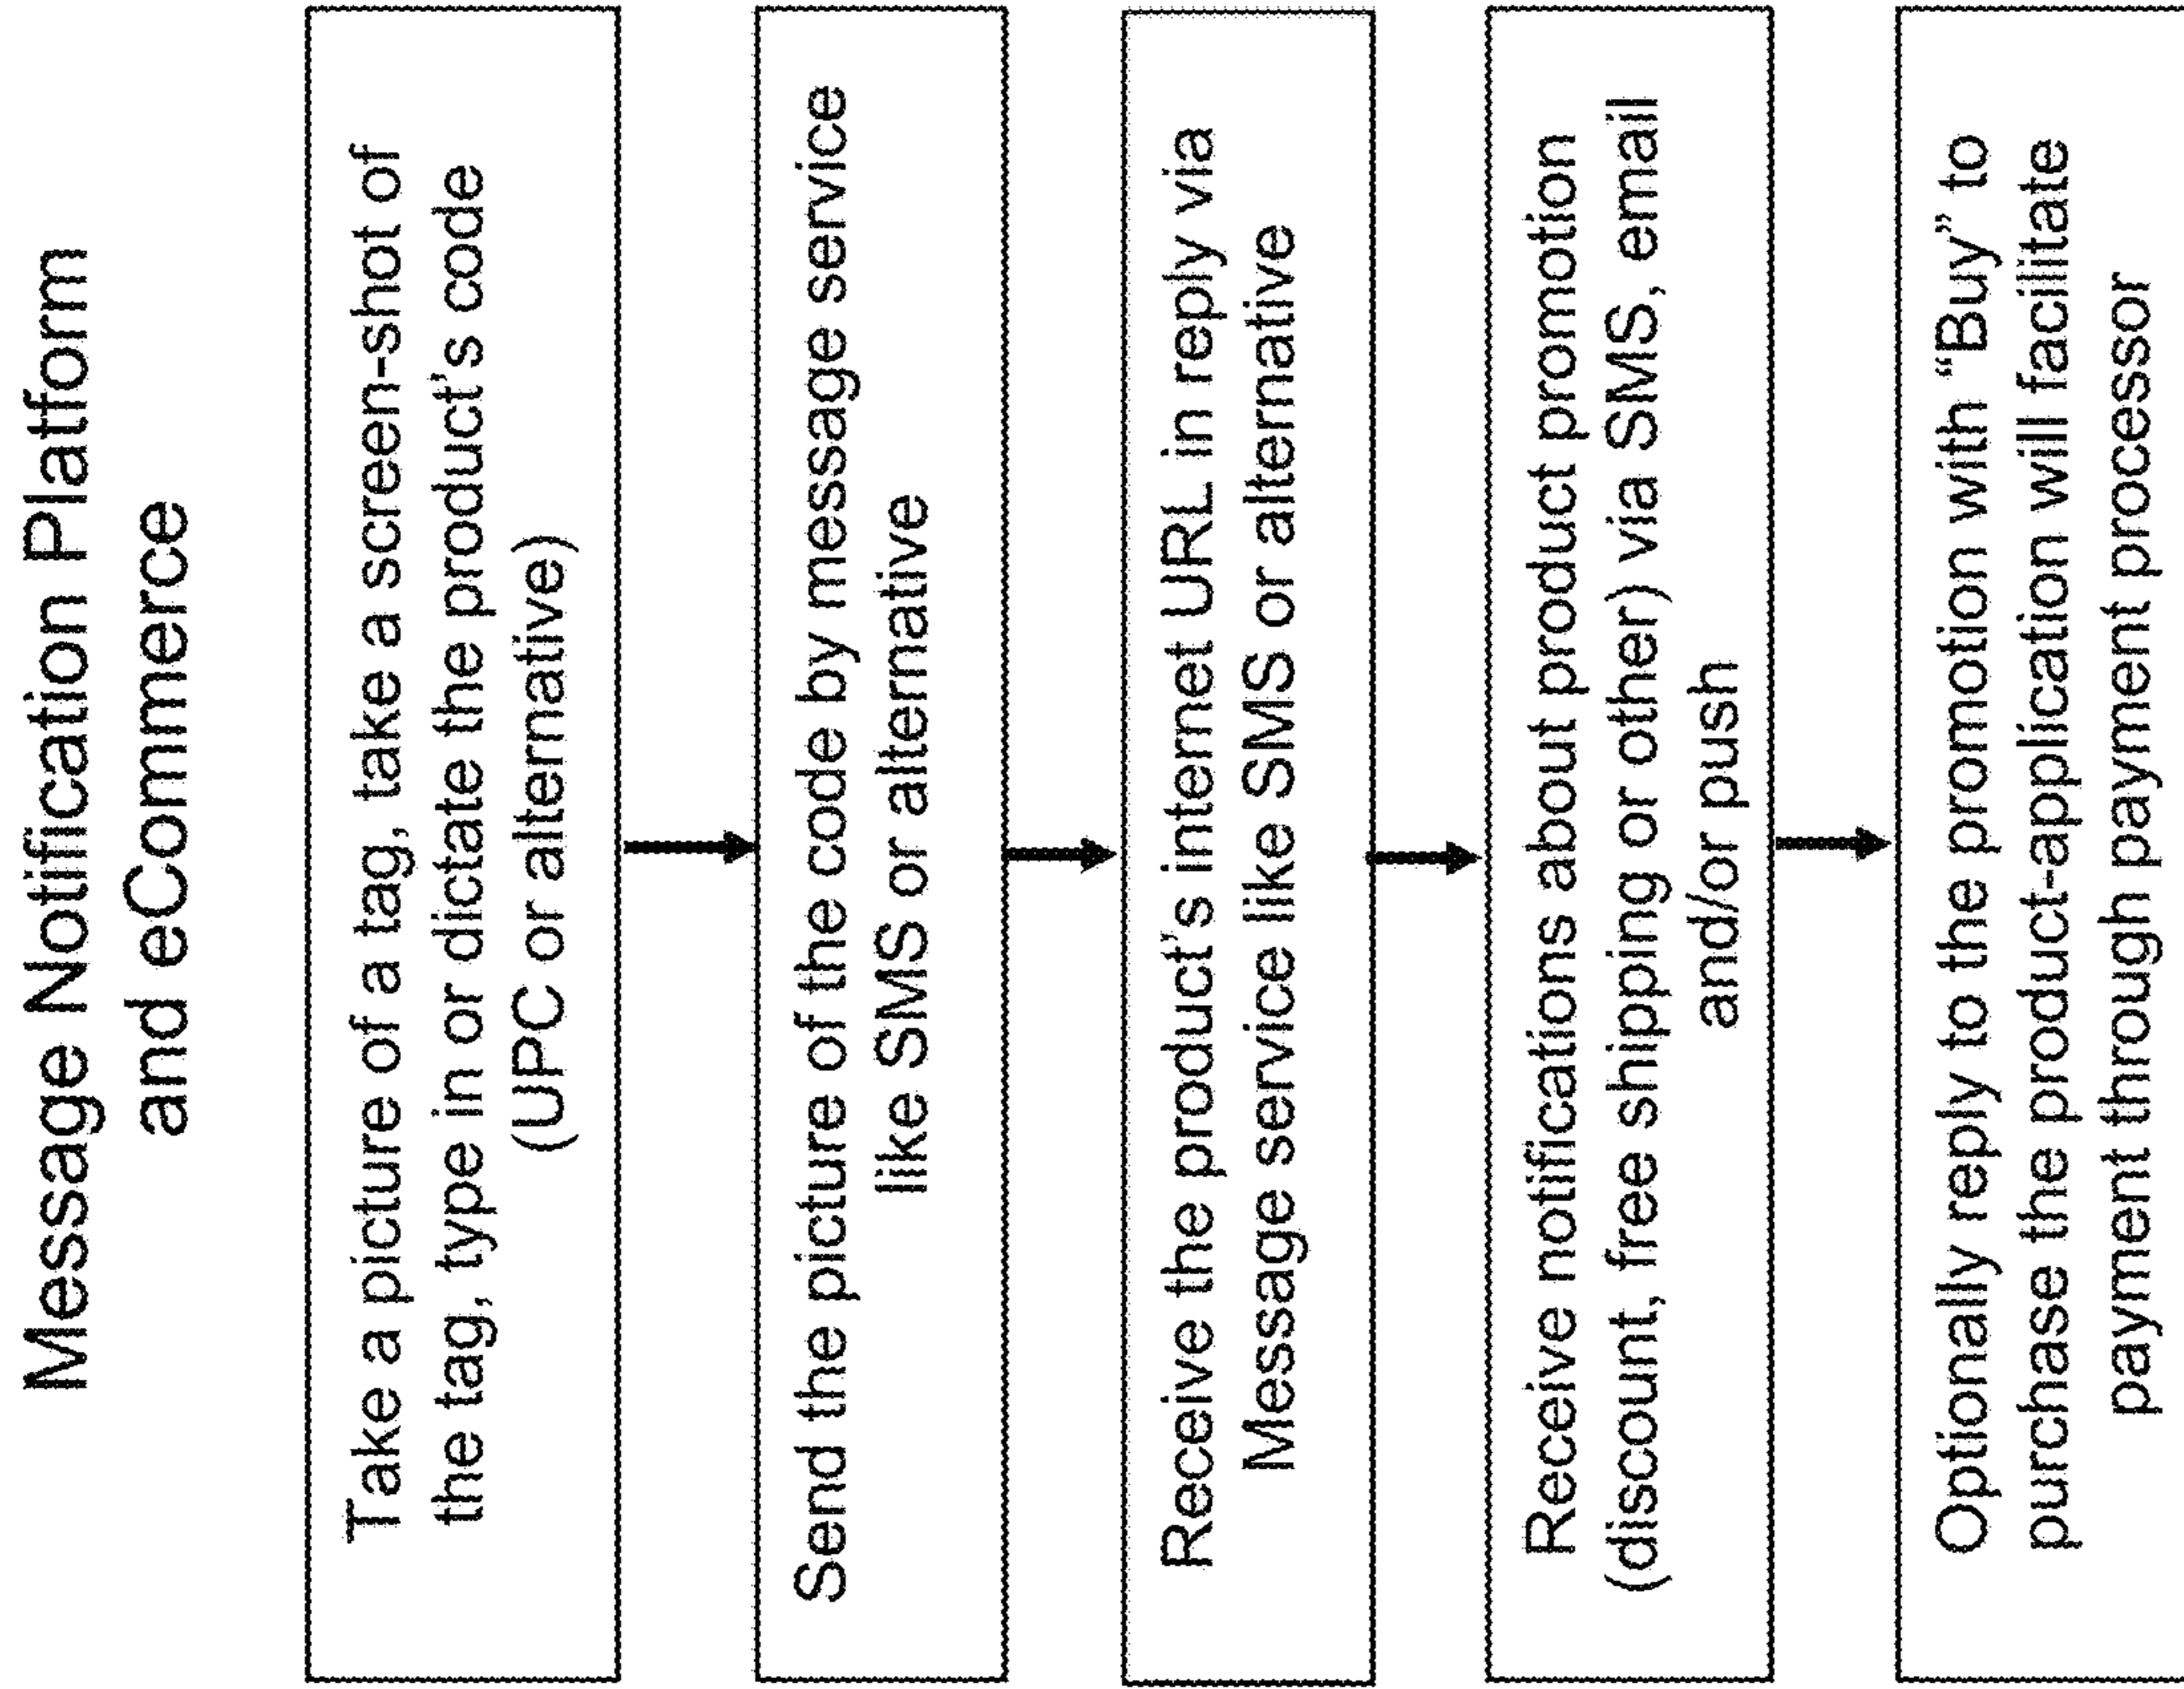 Message Notification Platform
and eCommerce
Take a picture of a tag, take a screen-shot of
the tag, type in or dictate the product's code
(UPC or alternative)
Send the picture of the code by message service
like SMS or alternative
Receive the product's internet URL in reply via
Message service like SMS or alternative
Receive notifications about product promotion
(discount, free shipping or other) via SMS, email
and/or push
Optionally reply to the promotion with “Buy” to
purchase the product-application will facilitate
payment through payment processor